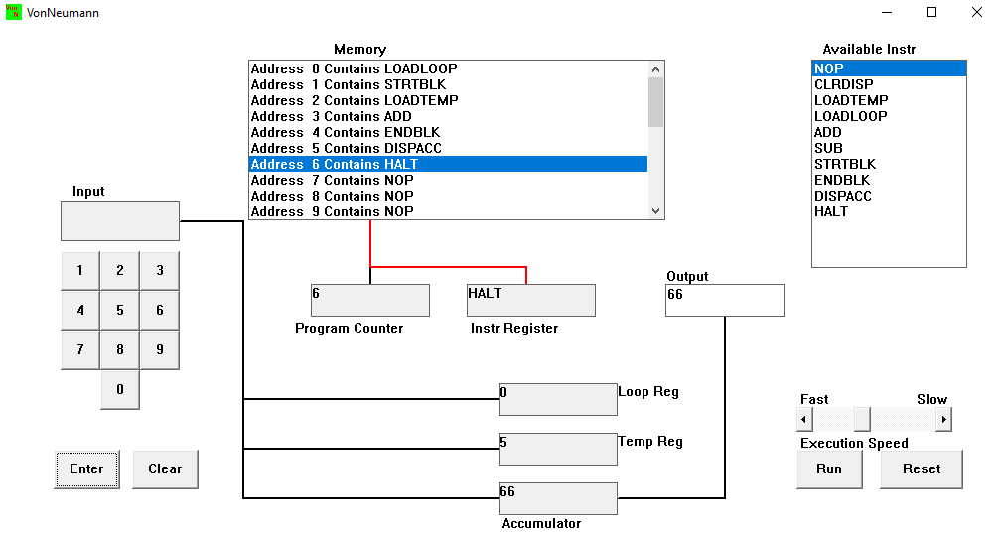 VonNeumann
Memory
Address 0 Contains LOADLOOP
Address 1 Contains STRTBLK
Address 2 Contains LOADTEMP
Address 3 Contains ADD
Address 4 Contains ENDBLK
Address 5 Contains DISPACC
Address 6 Contains HALT
Address 7 Contains NOP
Address 8 Contains NOP
Address 9 Contains NOP
Available Instr
NOP
CLRDISP
LOADTEMP
LOADLOOP
ADD
SUB
STRTBLK
ENDBLK
DISPACC
HALT
Input
1 2 3
4 5 6
7 8 9
0
Enter Clear
6
Program Counter
HALT
Instr Register
Output
66
0 Loop Reg
5 Temp Reg
66
Accumulator
Fast Slow
Execution Speed
Run Reset